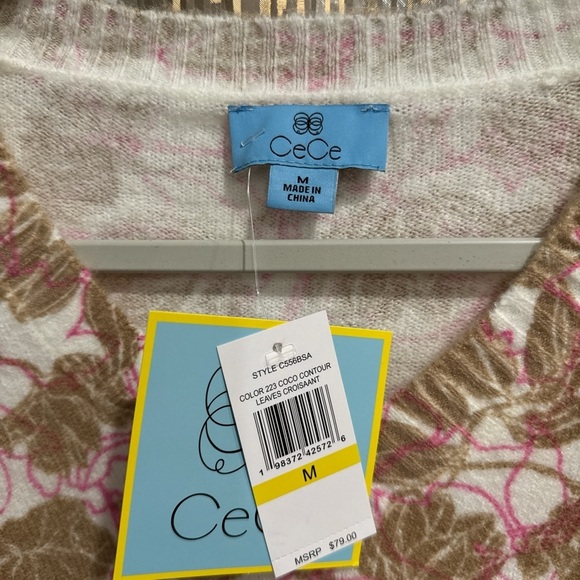 CeCe
M
MADE IN
CHINA
STYLE C556BSA
COLOR 223 COCO CONTOUR
LEAVES CROISAANT
1 98372 42572 6
M
MSRP $79.00
CeCe